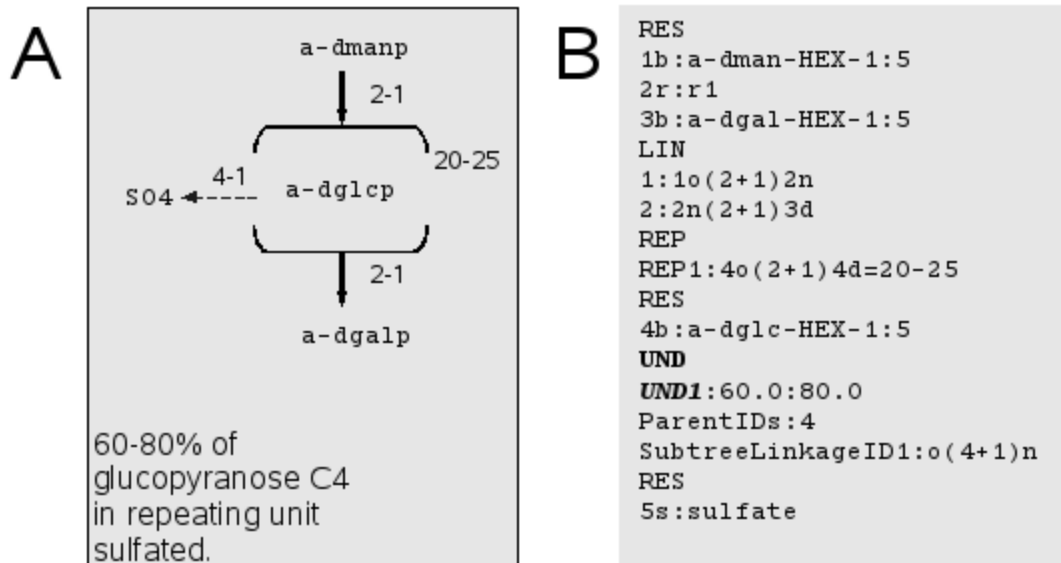 A
a-dmanp
2-1
20-25
4-1
SO4
a-dglcp
2-1
a-dgalp
60-80% of
glucopyranose C4
in repeating unit
sulfated.
B
RES
1b:a-dman-HEX-1:5
2r:r1
3b:a-dgal-HEX-1:5
LIN
1:1o(2+1)2n
2:2n(2+1)3d
REP
REP1:4o(2+1)4d=20-25
RES
4b:a-dglc-HEX-1:5
UND
UND1:60.0:80.0
ParentIDs:4
SubtreeLinkageID1:o(4+1)n
RES
5s:sulfate